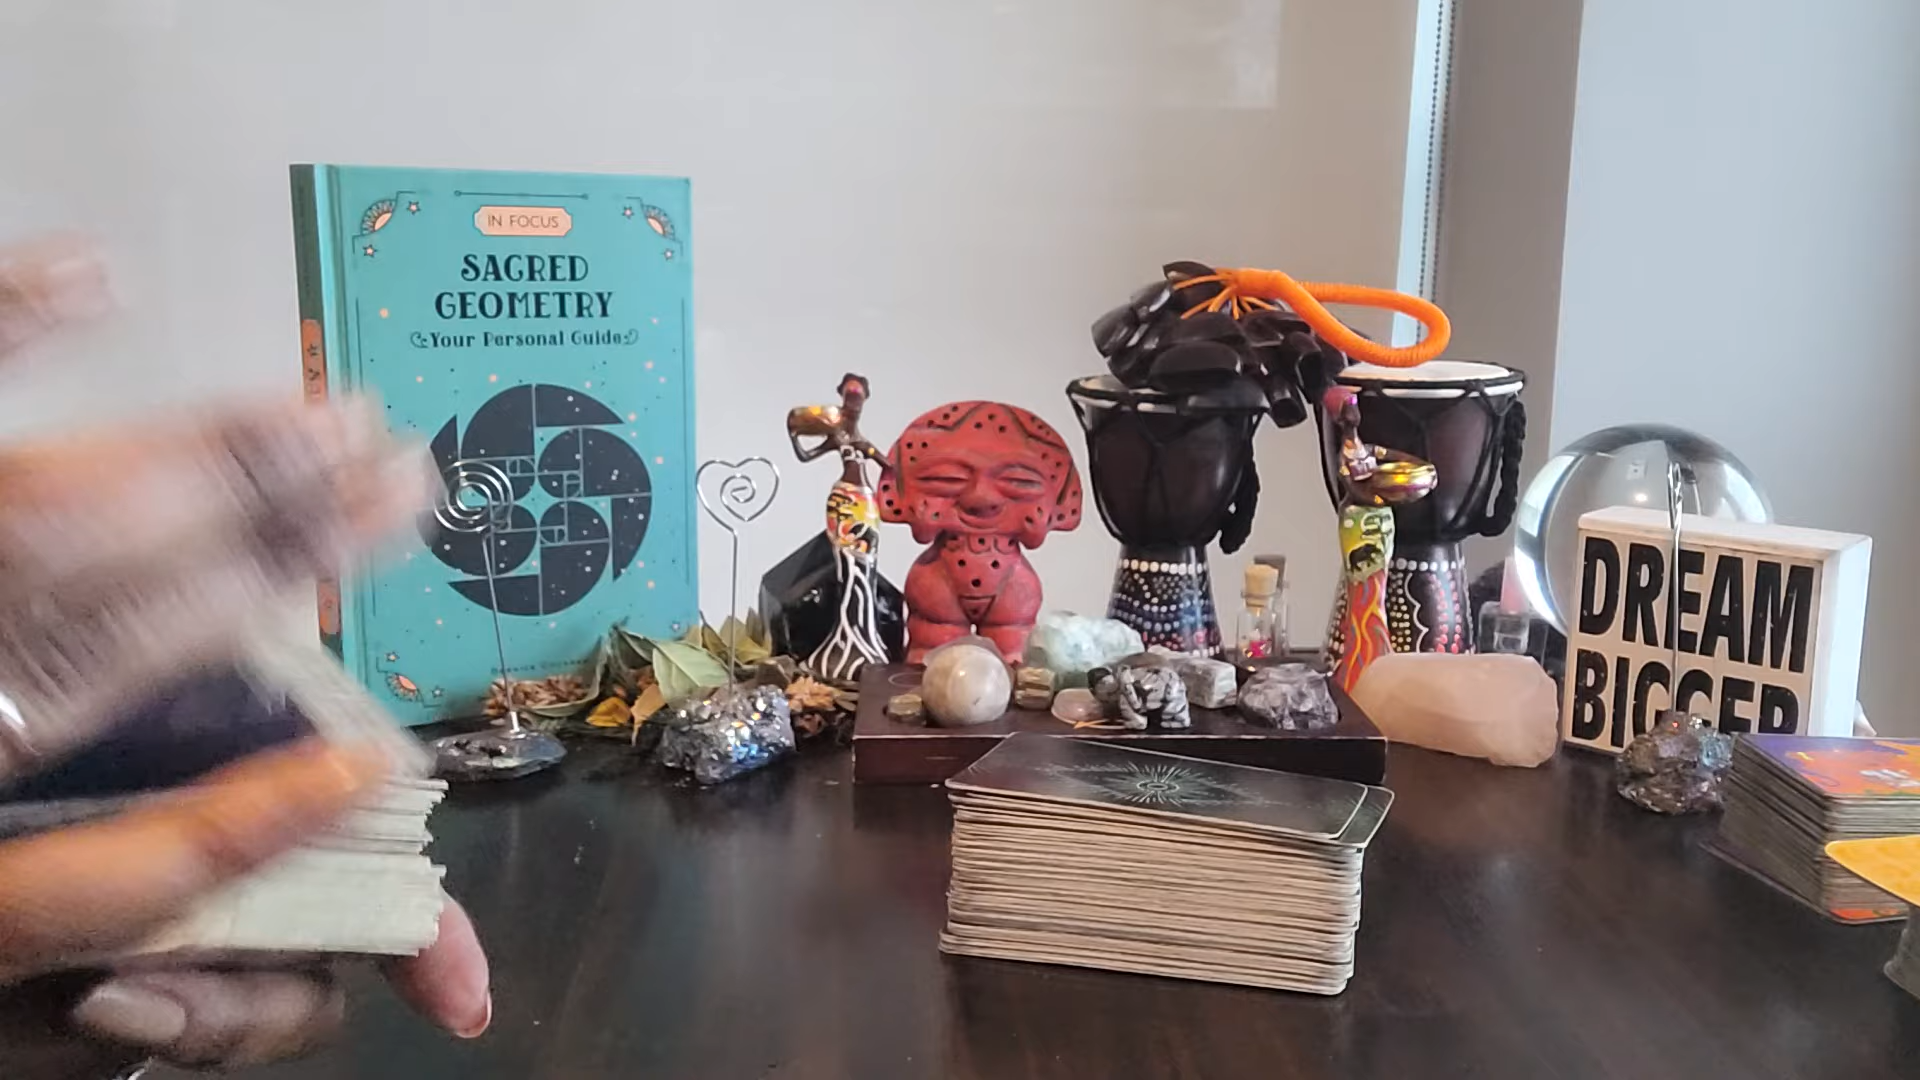 IN FOCUS
SACRED
GEOMETRY
Your Personal Guide
DREAM
BIGGER